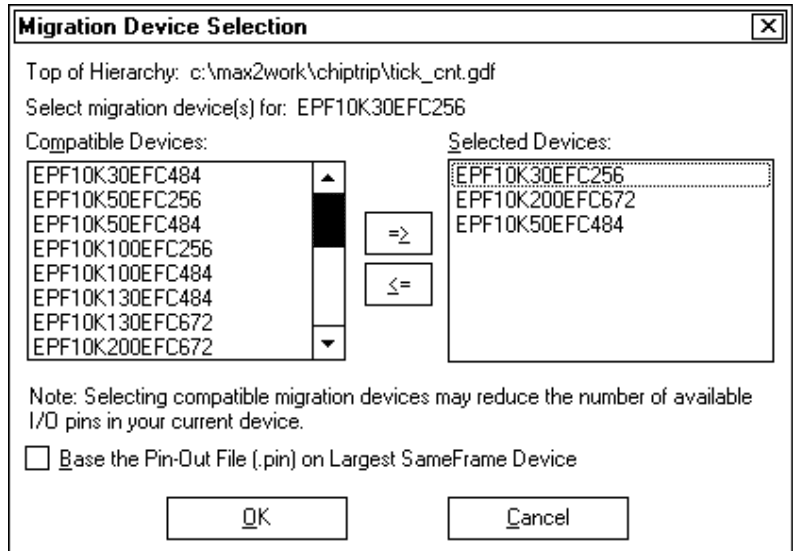 Migration Device Selection
Top of Hierarchy: c:\max2work\chiptrip\tick_cnt.gdf
Select migration device(s) for: EPF10K30EFC256
Compatible Devices:
EPF10K30EFC484
EPF10K50EFC256
EPF10K50EFC484
EPF10K100EFC256
EPF10K100EFC484
EPF10K130EFC484
EPF10K130EFC672
EPF10K200EFC672
=>
<=
Selected Devices:
EPF10K30EFC256
EPF10K200EFC672
EPF10K50EFC484
Note: Selecting compatible migration devices may reduce the number of available
I/O pins in your current device.
Base the Pin-Out File (.pin) on Largest SameFrame Device
OK
Cancel